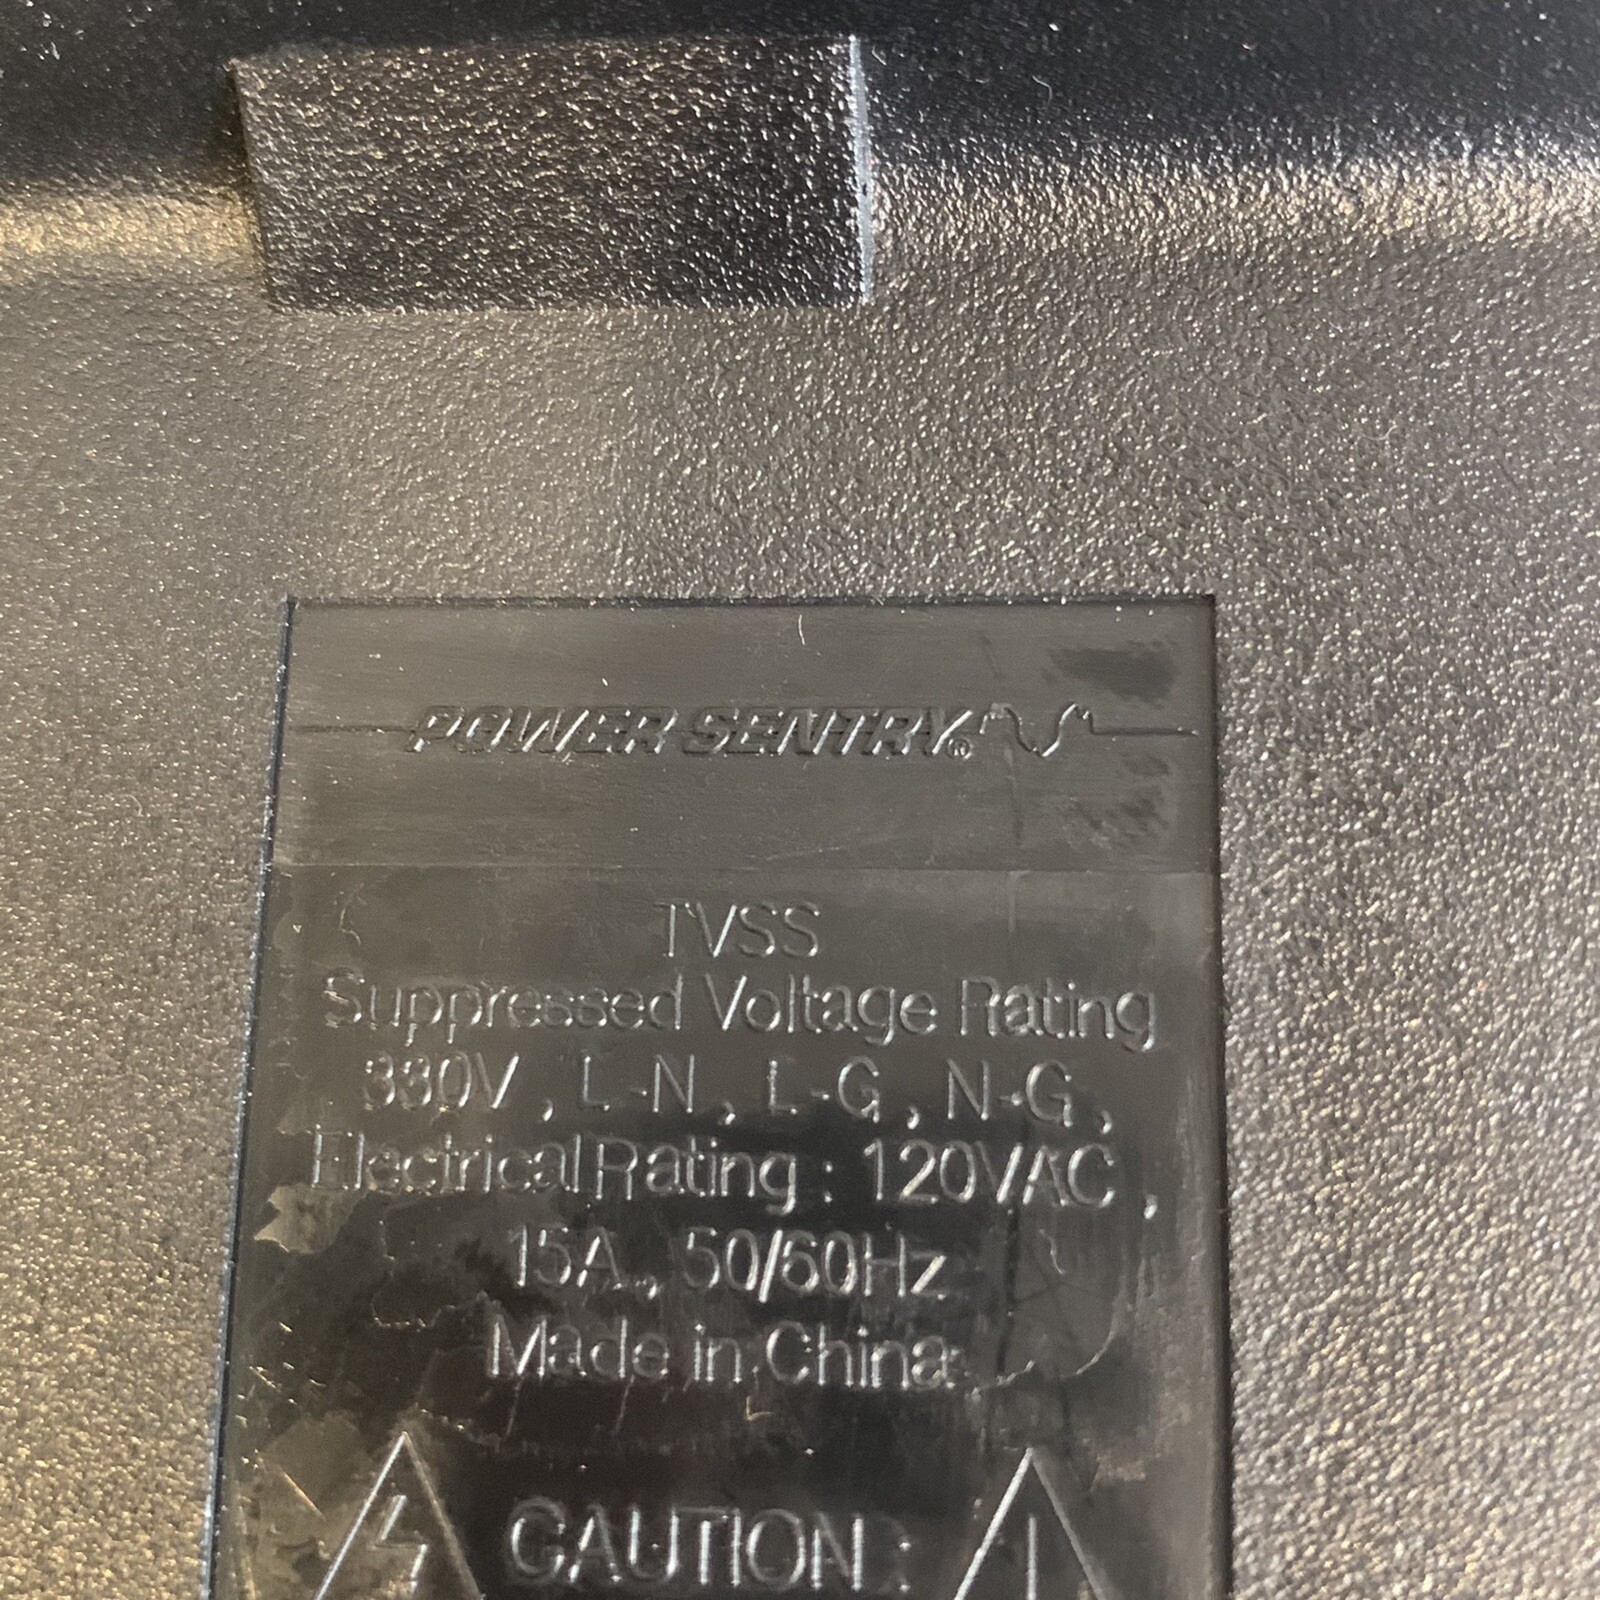 POWER SENTRY®
TVSS
Suppressed Voltage Rating
330V , L-N , L-G , N-G ,
Electrical Rating : 120VAC ,
15A , 50/60Hz
Made in China
CAUTION :